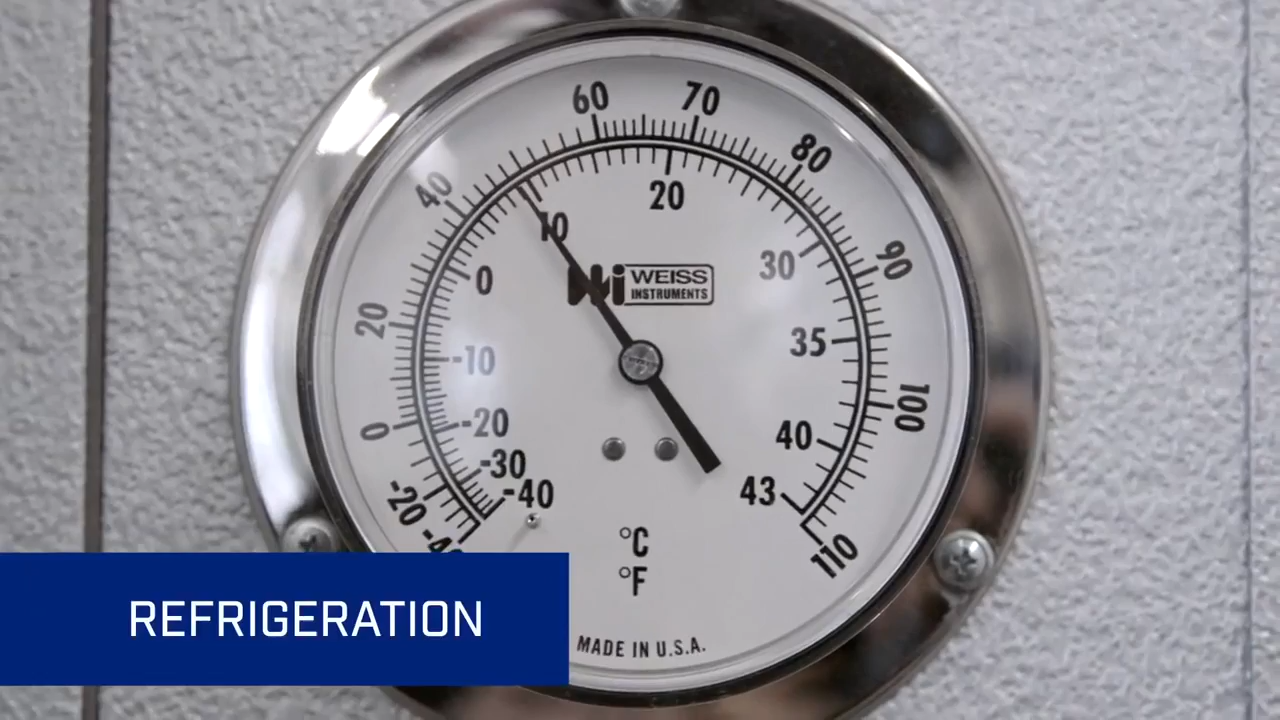 60 70
40 80
10 20
0 30 90
WEISS
INSTRUMENTS
20
-10 35
0 -20 40 100
-30
-20 -40 43
110
°C
°F
REFRIGERATION
MADE IN U.S.A.